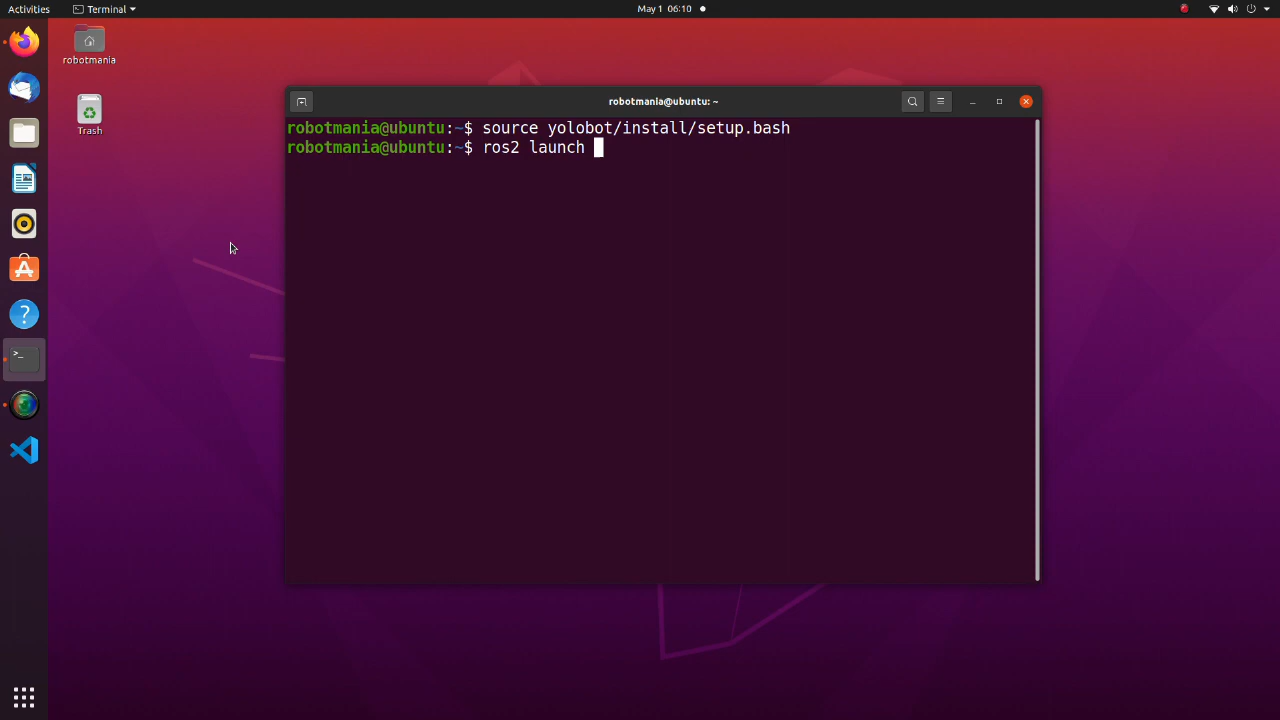 Activities
Terminal
May 1 06:10
robotmania
Trash
robotmania@ubuntu: ~
robotmania@ubuntu:~$ source yolobot/install/setup.bash
robotmania@ubuntu:~$ ros2 launch